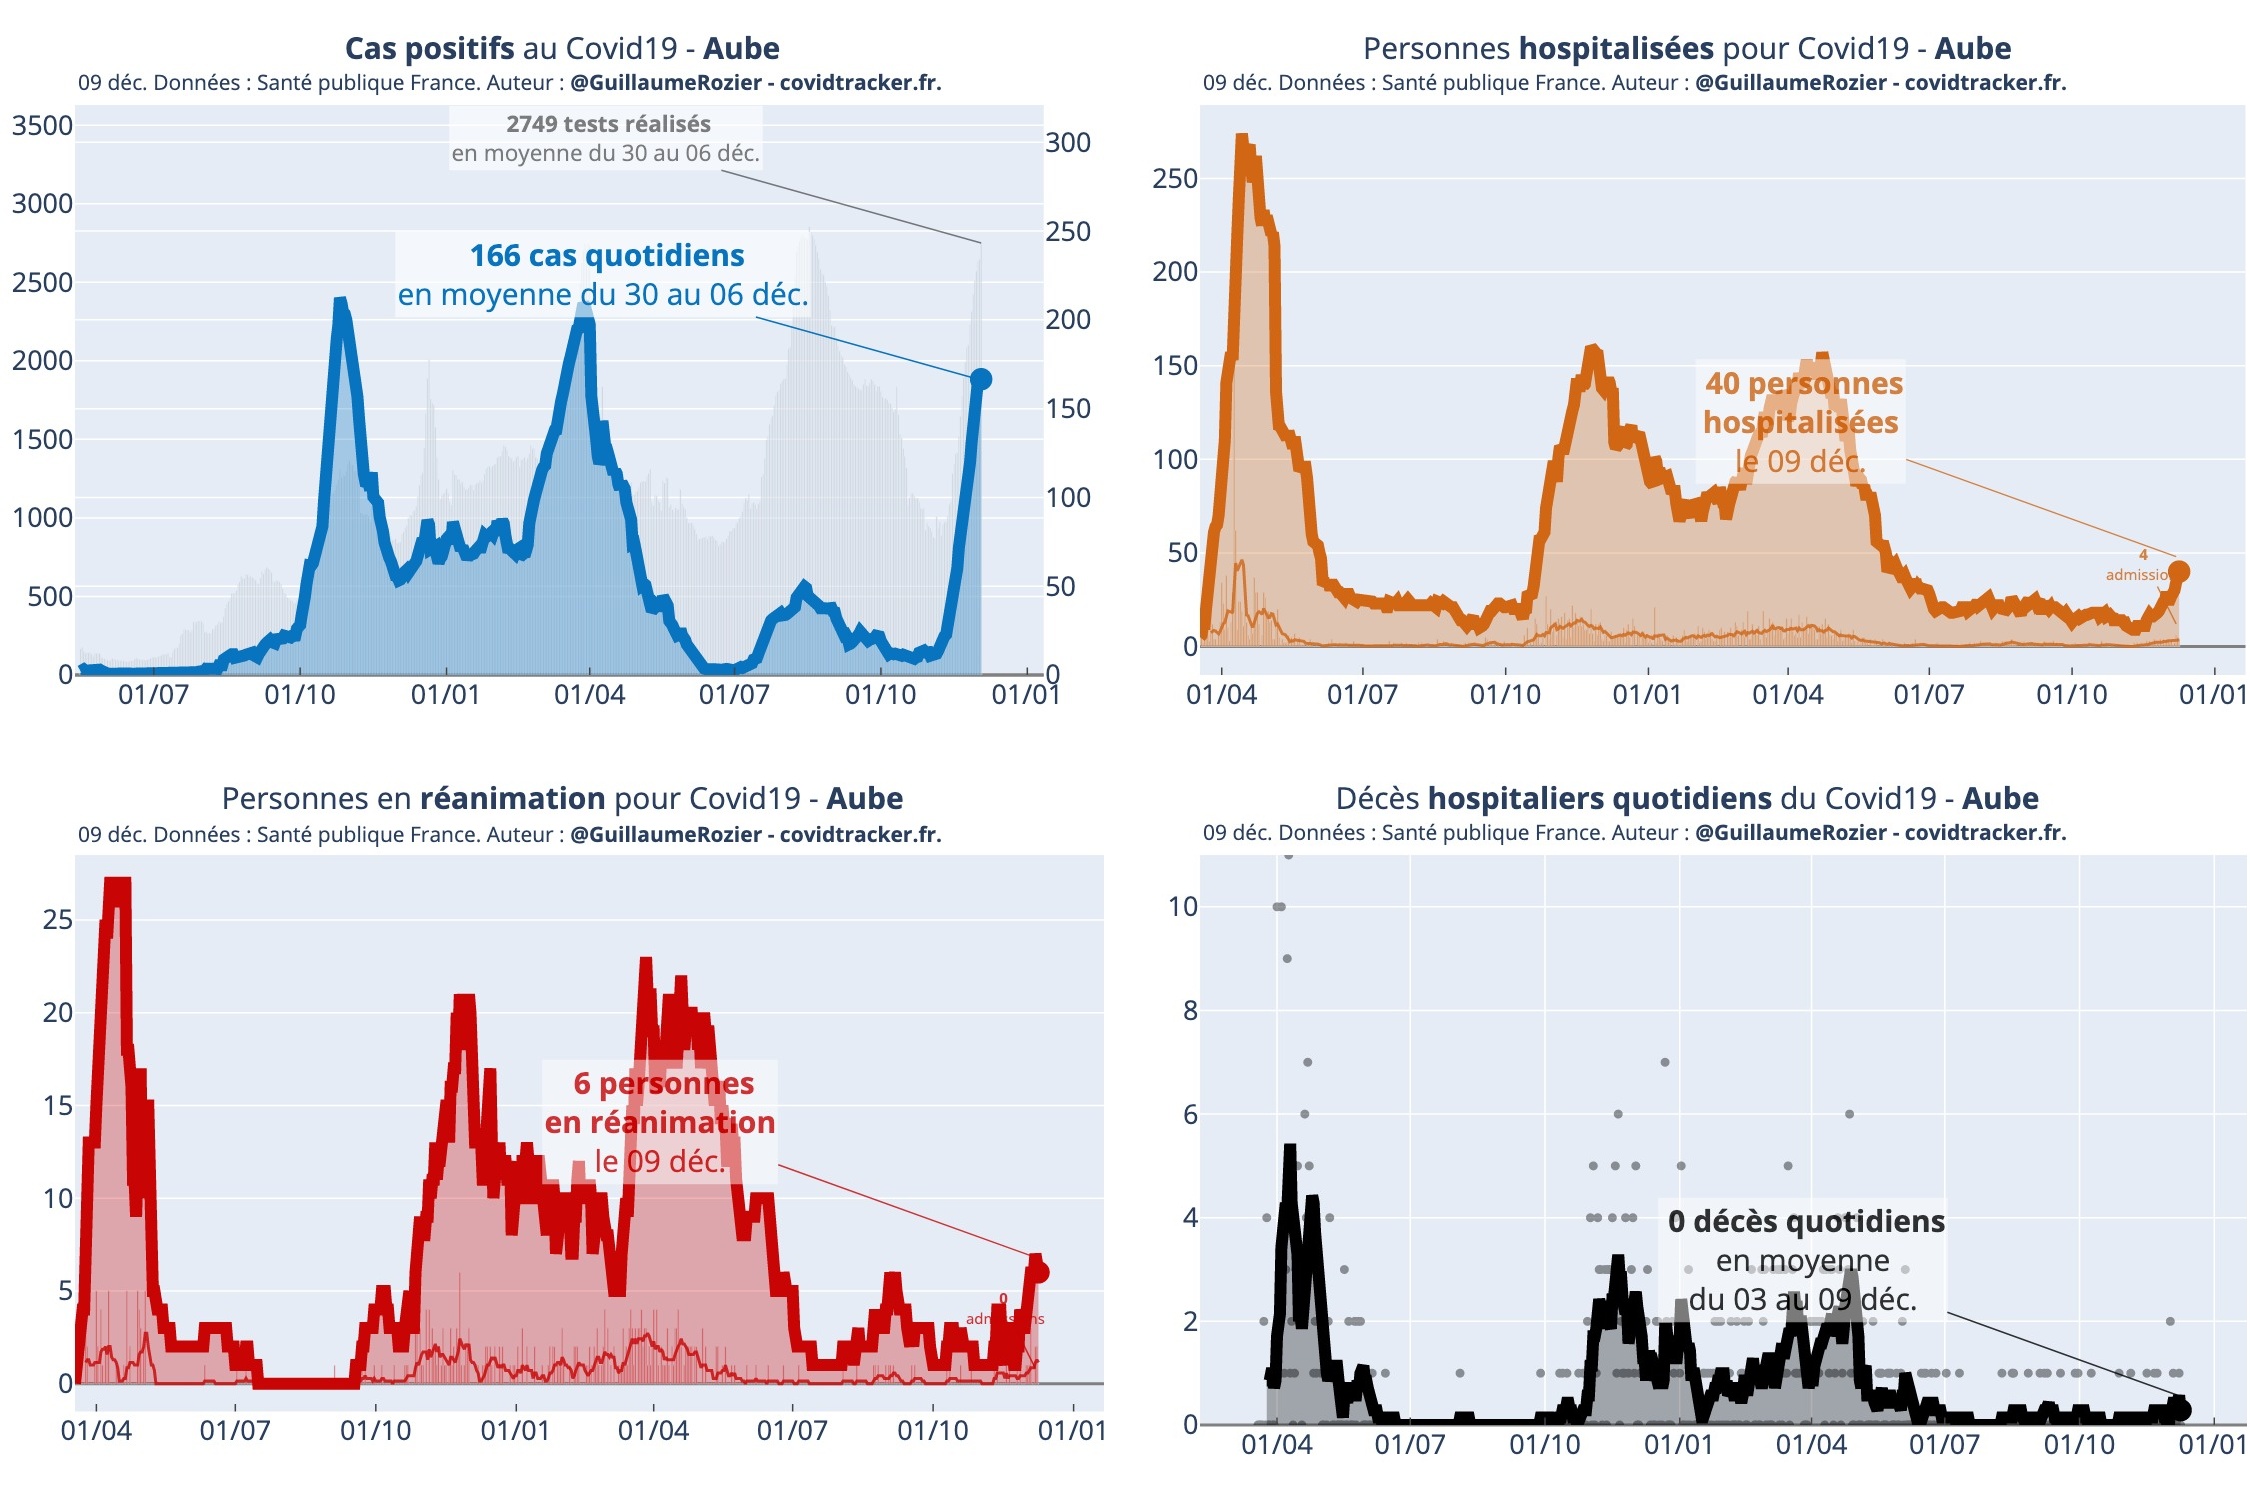 Cas positifs au Covid19 - Aube
09 déc. Données : Santé publique France. Auteur : @GuillaumeRozier - covidtracker.fr.
2749 tests réalisés
en moyenne du 30 au 06 déc.
166 cas quotidiens
en moyenne du 30 au 06 déc.
3500
3000
2500
2000
1500
1000
500
0
300
250
200
150
100
50
0
01/07
01/10
01/01
01/04
01/07
01/10
01/01
Personnes hospitalisées pour Covid19 - Aube
09 déc. Données : Santé publique France. Auteur : @GuillaumeRozier - covidtracker.fr.
250
200
150
100
50
0
40 personnes
hospitalisées
le 09 déc.
4
admissio
01/04
01/07
01/10
01/01
01/04
01/07
01/10
01/01
Personnes en réanimation pour Covid19 - Aube
09 déc. Données : Santé publique France. Auteur : @GuillaumeRozier - covidtracker.fr.
25
20
15
10
5
0
6 personnes
en réanimation
le 09 déc.
0
admissions
01/04
01/07
01/10
01/01
01/04
01/07
01/10
01/01
Décès hospitaliers quotidiens du Covid19 - Aube
09 déc. Données : Santé publique France. Auteur : @GuillaumeRozier - covidtracker.fr.
10
8
6
4
2
0
0 décès quotidiens
en moyenne
du 03 au 09 déc.
01/04
01/07
01/10
01/01
01/04
01/07
01/10
01/01